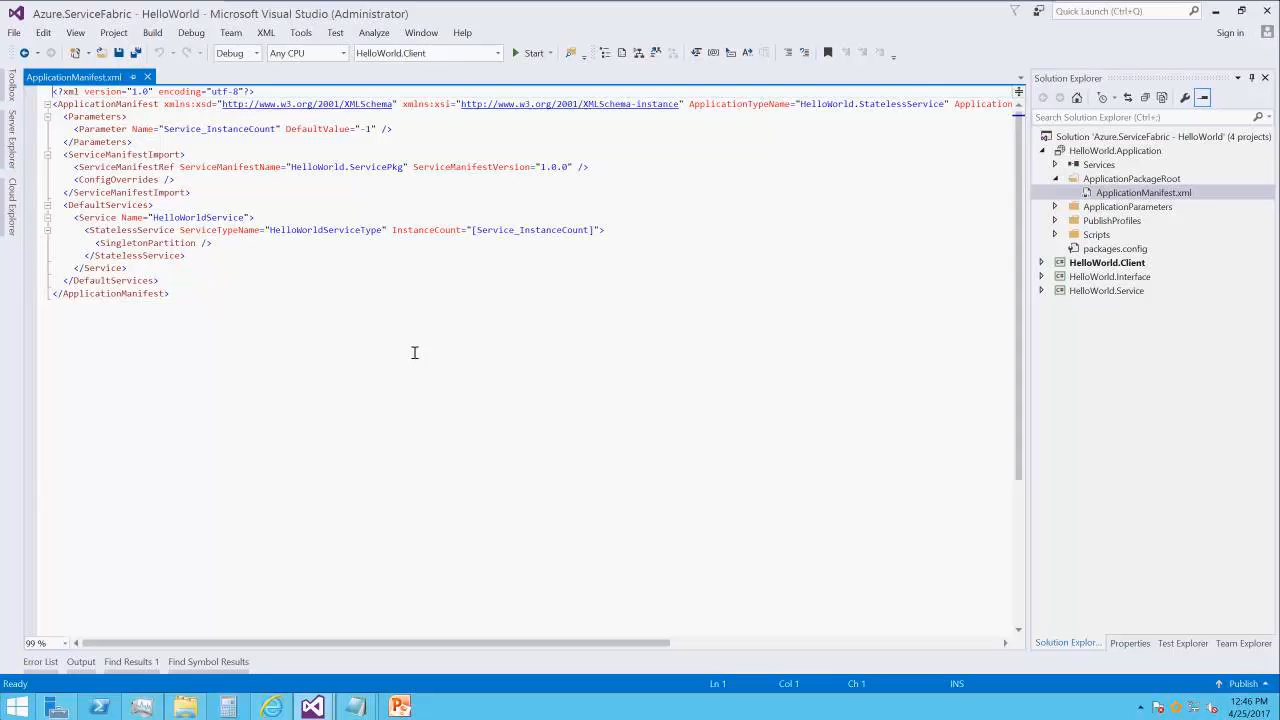 Azure.ServiceFabric - HelloWorld - Microsoft Visual Studio (Administrator)
Quick Launch (Ctrl+Q)
File Edit View Project Build Debug Team XML Tools Test Analyze Window Help
Sign in
Debug Any CPU HelloWorld.Client Start
Toolbox
Server Explorer
Cloud Explorer
ApplicationManifest.xml
<?xml version="1.0" encoding="utf-8"?>
<ApplicationManifest xmlns:xsd="http://www.w3.org/2001/XMLSchema" xmlns:xsi="http://www.w3.org/2001/XMLSchema-instance" ApplicationTypeName="HelloWorld.StatelessService" Application
<Parameters>
<Parameter Name="Service_InstanceCount" DefaultValue="-1" />
</Parameters>
<ServiceManifestImport>
<ServiceManifestRef ServiceManifestName="HelloWorld.ServicePkg" ServiceManifestVersion="1.0.0" />
<ConfigOverrides />
</ServiceManifestImport>
<DefaultServices>
<Service Name="HelloWorldService">
<StatelessService ServiceTypeName="HelloWorldServiceType" InstanceCount="[Service_InstanceCount]">
<SingletonPartition />
</StatelessService>
</Service>
</DefaultServices>
</ApplicationManifest>
99 %
Solution Explorer
Search Solution Explorer (Ctrl+;)
Solution 'Azure.ServiceFabric - HelloWorld' (4 projects)
HelloWorld.Application
Services
ApplicationPackageRoot
ApplicationManifest.xml
ApplicationParameters
PublishProfiles
Scripts
packages.config
HelloWorld.Client
HelloWorld.Interface
HelloWorld.Service
Solution Explor... Properties Test Explorer Team Explorer
Error List Output Find Results 1 Find Symbol Results
Ready Ln 1 Col 1 Ch 1 INS Publish
12:46 PM
4/25/2017